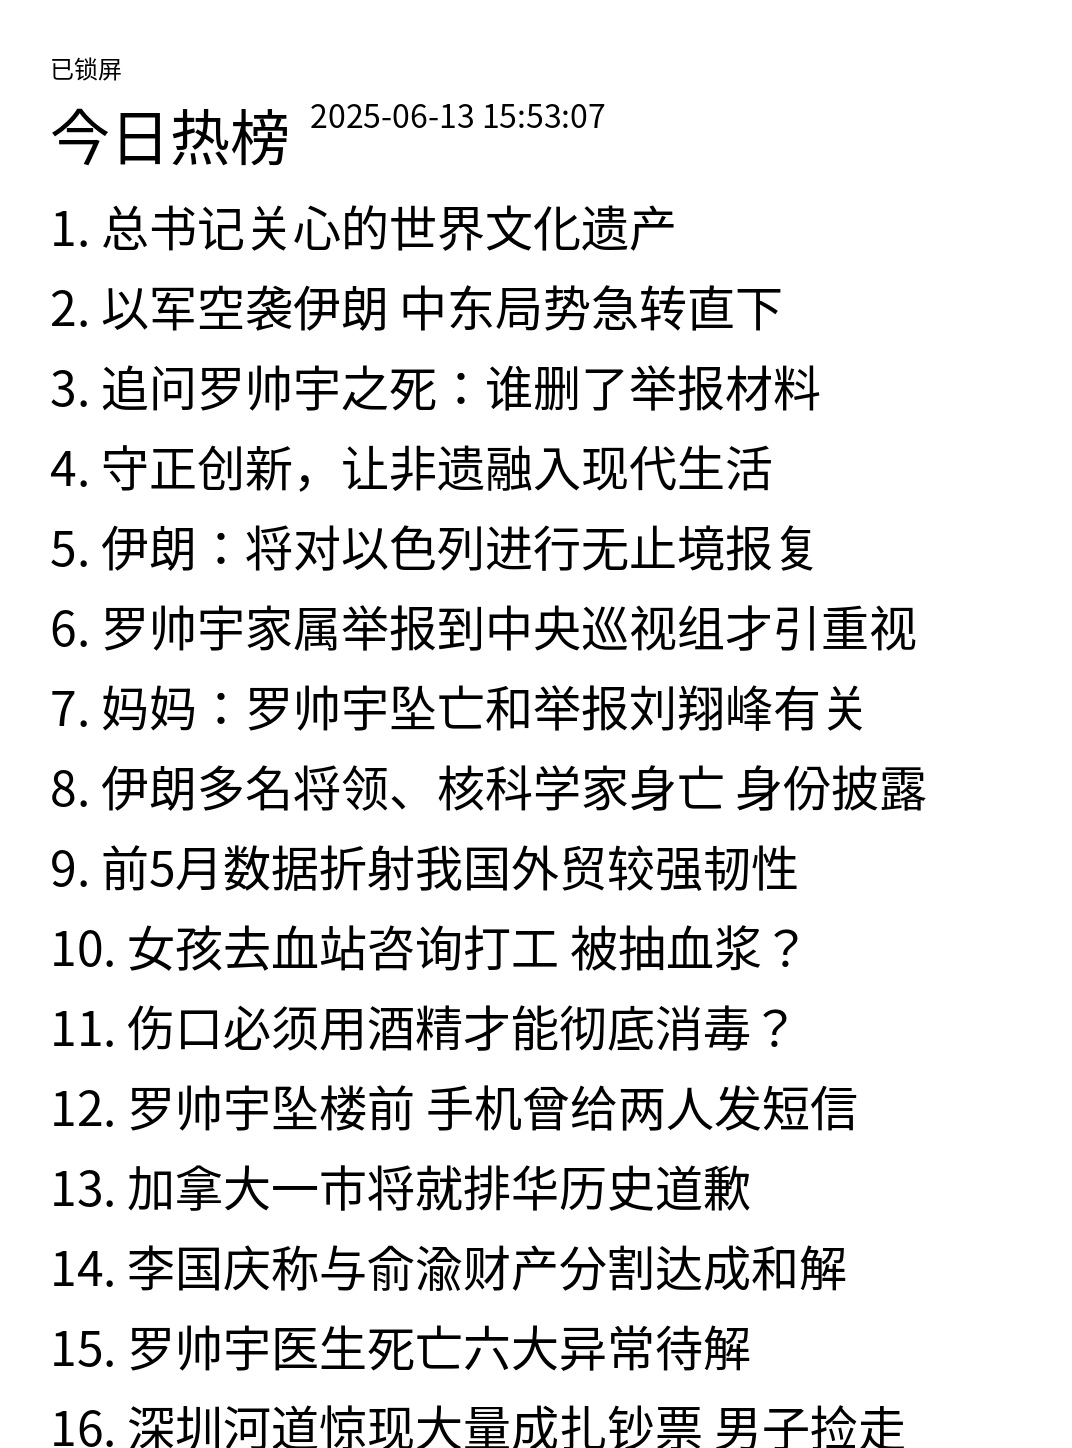 已锁屏
今日热榜 2025-06-13 15:53:07
1. 总书记关心的世界文化遗产
2. 以军空袭伊朗 中东局势急转直下
3. 追问罗帅宇之死：谁删了举报材料
4. 守正创新，让非遗融入现代生活
5. 伊朗：将对以色列进行无止境报复
6. 罗帅宇家属举报到中央巡视组才引重视
7. 妈妈：罗帅宇坠亡和举报刘翔峰有关
8. 伊朗多名将领、核科学家身亡 身份披露
9. 前5月数据折射我国外贸较强韧性
10. 女孩去血站咨询打工 被抽血浆？
11. 伤口必须用酒精才能彻底消毒？
12. 罗帅宇坠楼前 手机曾给两人发短信
13. 加拿大一市将就排华历史道歉
14. 李国庆称与俞渝财产分割达成和解
15. 罗帅宇医生死亡六大异常待解
16. 深圳河道惊现大量成扎钞票 男子捡走